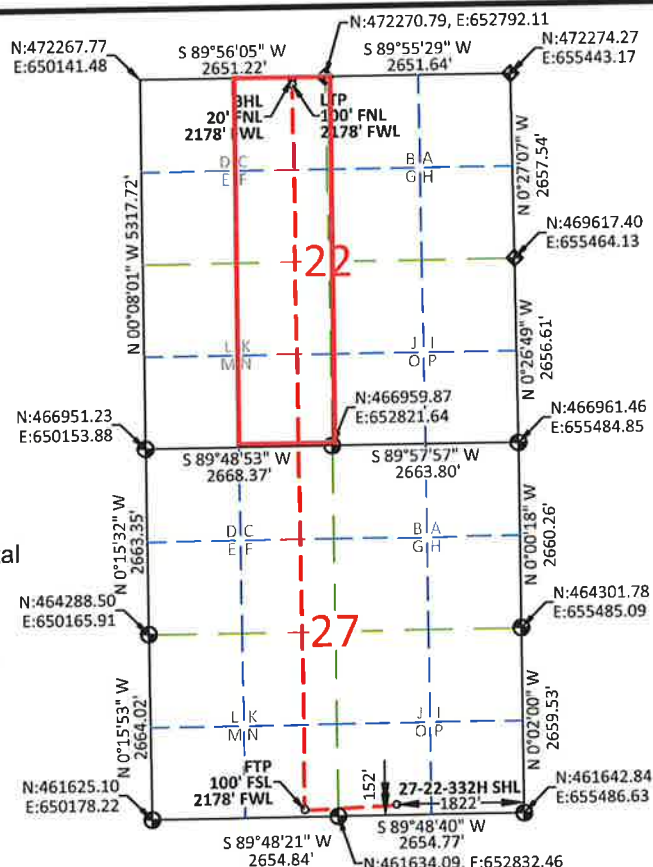 N:472270.79, E:652792.11
N:472267.77
E:650141.48
S 89°56'05" W
2651.22'
S 89°55'29" W
2651.64'
N:472274.27
E:655443.17
BHL
20' FNL
2178' FWL
LTP
100' FNL
2178' FWL
D C
E F
B A
G H
N 00°08'01" W 5317.72'
N 0°27'07" W
2657.54'
22
N:469617.40
E:655464.13
L K
M N
J I
O P
N 0°26'49" W
2656.61'
N:466951.23
E:650153.88
N:466959.87
E:652821.64
N:466961.46
E:655484.85
S 89°48'53" W
2668.37'
S 89°57'57" W
2663.80'
D C
E F
B A
G H
N 0°15'32" W
2663.35'
N 0°00'18" W
2660.26'
tal
N:464288.50
E:650165.91
27
N:464301.78
E:655485.09
L K
M N
J I
O P
N 0°15'53" W
2664.02'
N 0°02'00" W
2659.53'
FTP
100' FSL
2178' FWL
152'
27-22-332H SHL
1822'
N:461625.10
E:650178.22
N:461642.84
E:655486.63
S 89°48'21" W
2654.84'
S 89°48'40" W
2654.77'
N:461634.09, E:652832.46